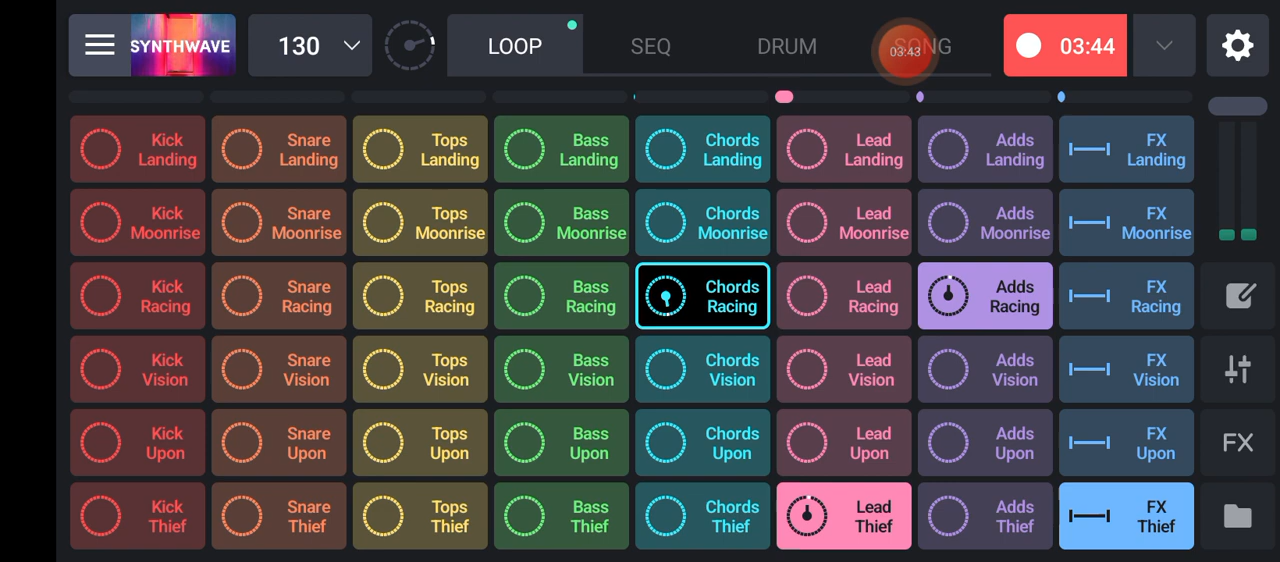 SYNTHWAVE
130
LOOP
SEQ
DRUM
SONG
03:43
03:44
Kick
Landing
Snare
Landing
Tops
Landing
Bass
Landing
Chords
Landing
Lead
Landing
Adds
Landing
FX
Landing
Kick
Moonrise
Snare
Moonrise
Tops
Moonrise
Bass
Moonrise
Chords
Moonrise
Lead
Moonrise
Adds
Moonrise
FX
Moonrise
Kick
Racing
Snare
Racing
Tops
Racing
Bass
Racing
Chords
Racing
Lead
Racing
Adds
Racing
FX
Racing
Kick
Vision
Snare
Vision
Tops
Vision
Bass
Vision
Chords
Vision
Lead
Vision
Adds
Vision
FX
Vision
Kick
Upon
Snare
Upon
Tops
Upon
Bass
Upon
Chords
Upon
Lead
Upon
Adds
Upon
FX
Upon
FX
Kick
Thief
Snare
Thief
Tops
Thief
Bass
Thief
Chords
Thief
Lead
Thief
Adds
Thief
FX
Thief